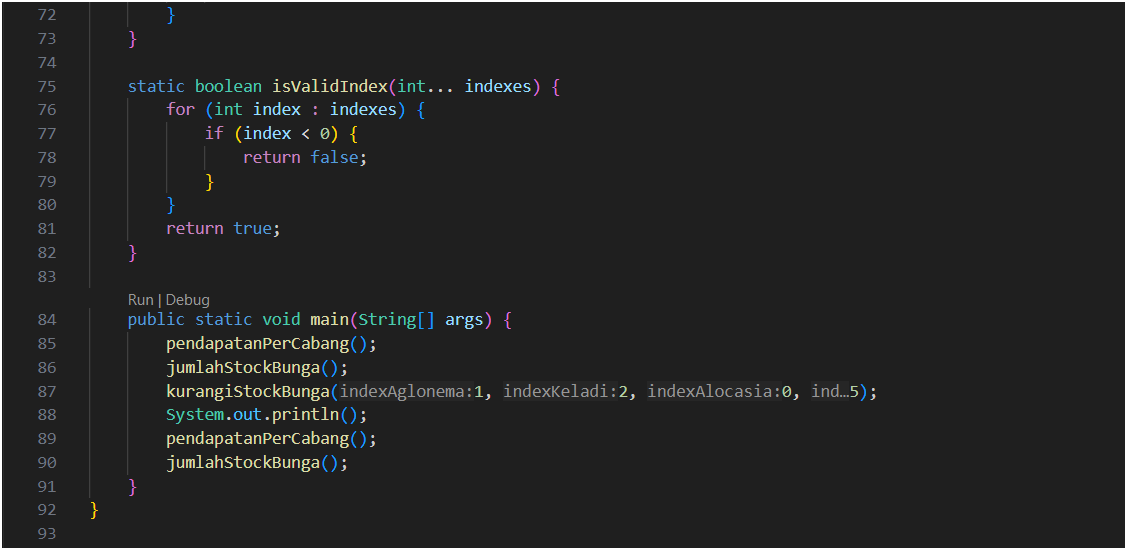 72 }
73 }
74
75 static boolean isValidIndex(int... indexes) {
76 for (int index : indexes) {
77 if (index < 0) {
78 return false;
79 }
80 }
81 return true;
82 }
83
Run | Debug
84 public static void main(String[] args) {
85 pendapatanPerCabang();
86 jumlahStockBunga();
87 kurangiStockBunga(indexAglonema:1, indexKeladi:2, indexAlocasia:0, ind…5);
88 System.out.println();
89 pendapatanPerCabang();
90 jumlahStockBunga();
91 }
92 }
93